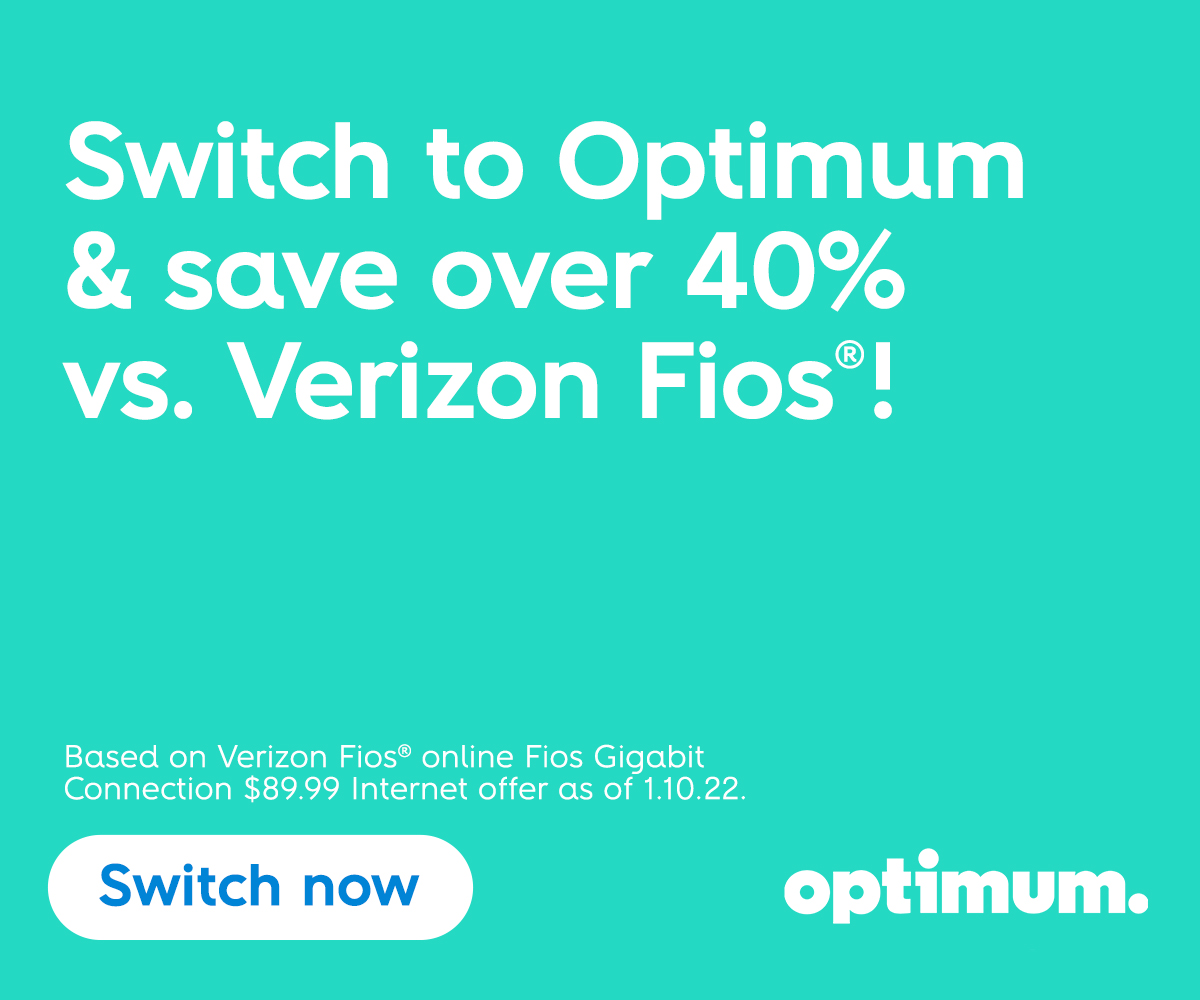 Switch to Optimum
& save over 40%
vs. Verizon Fios®!
Based on Verizon Fios® online Fios Gigabit
Connection $89.99 Internet offer as of 1.10.22.
Switch now
optimum.